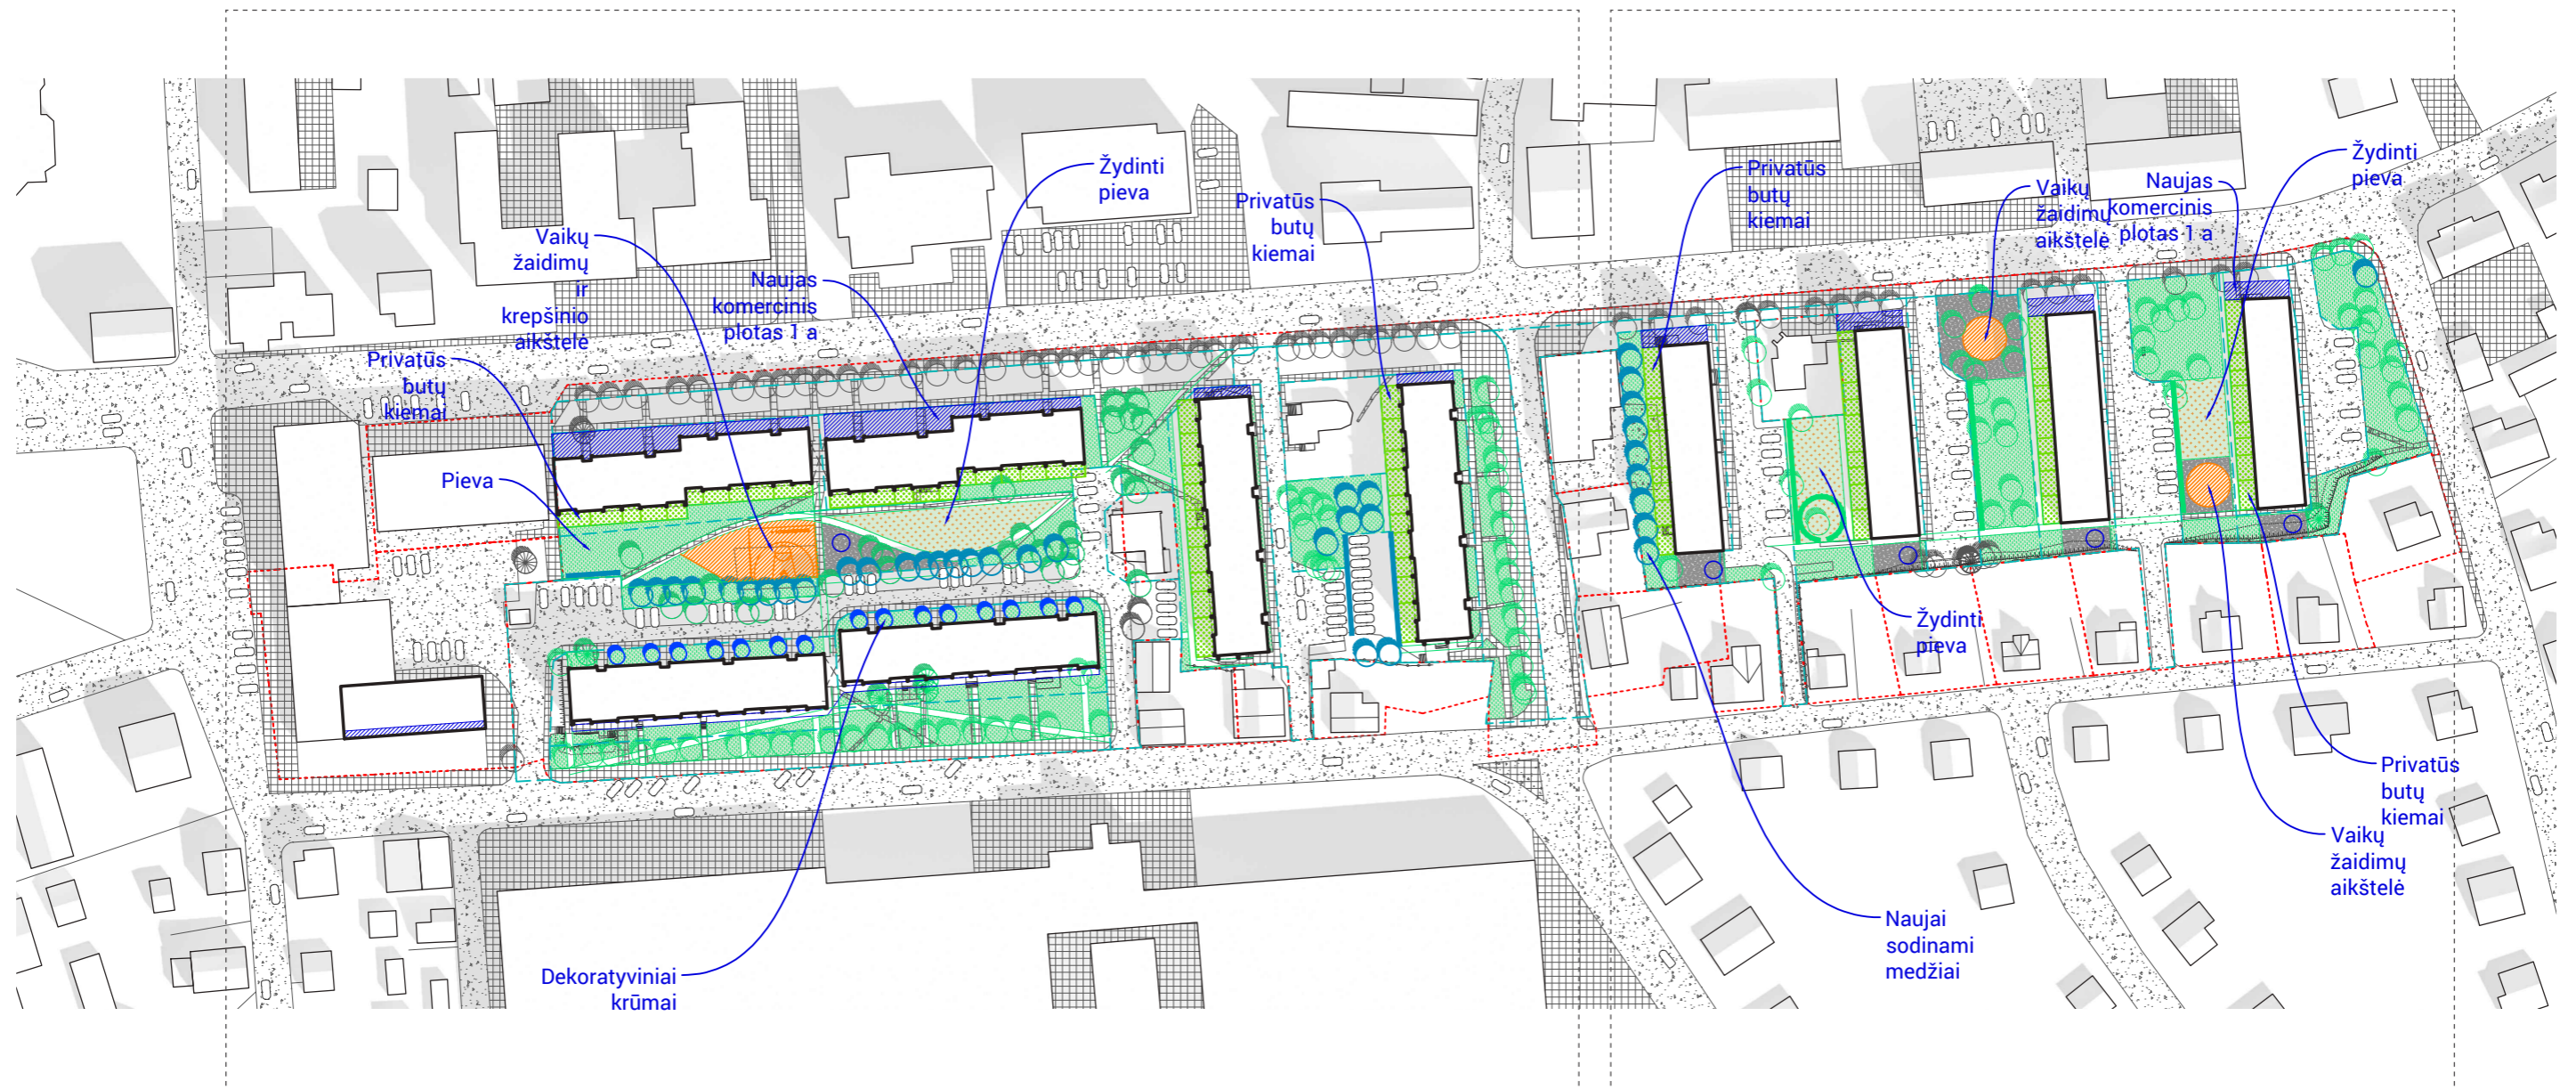 Žydinti
pieva
Privatūs
butų
kiemai
Vaikų
žaidimų
ir
krepšinio
aikštelė
Naujas
komercinis
plotas 1 a
Privatūs
butų
kiemai
Pieva
Dekoratyviniai
krūmai
Privatūs
butų
kiemai
Vaikų
žaidimų
aikštelė
Naujas
komercinis
plotas 1 a
Žydinti
pieva
Žydinti
pieva
Privatūs
butų
kiemai
Vaikų
žaidimų
aikštelė
Naujai
sodinami
medžiai